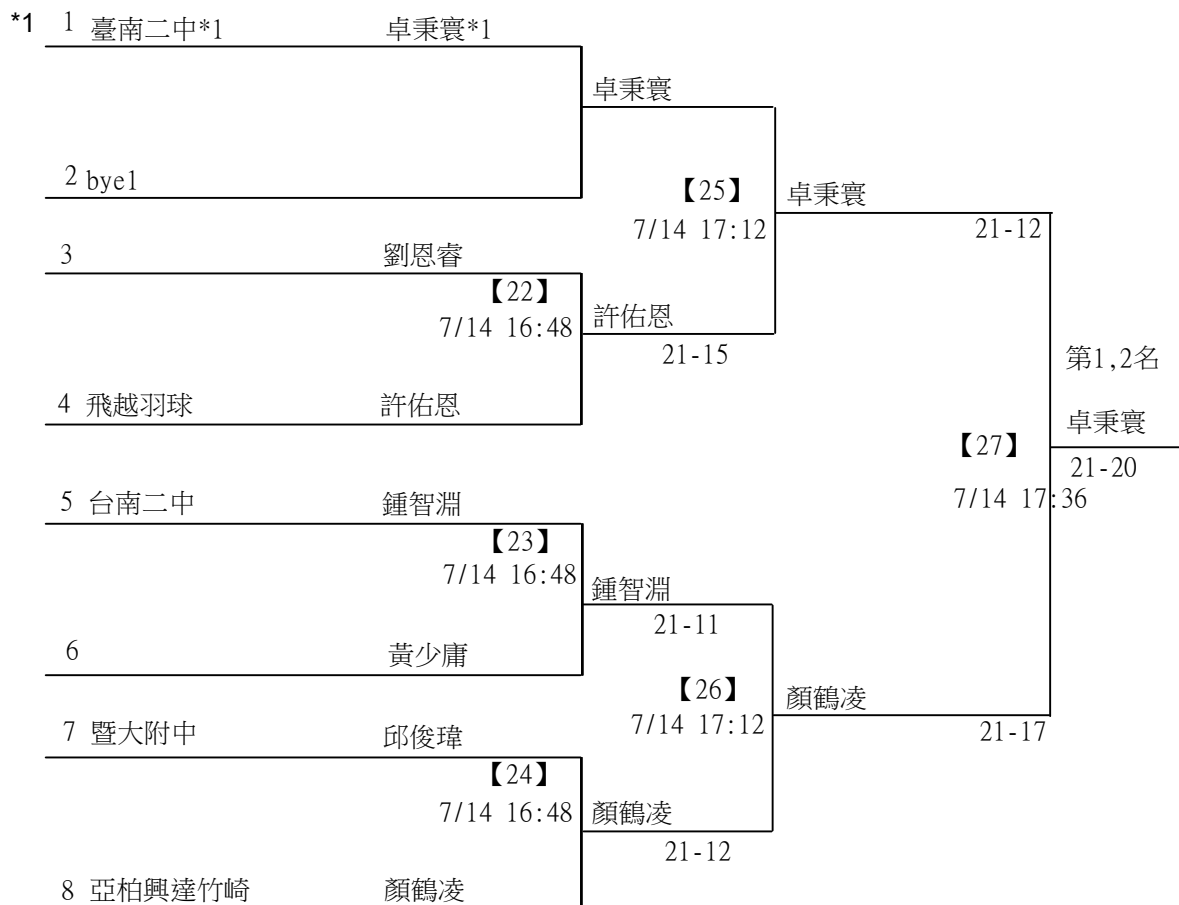 *1 1 臺南二中*1 卓秉寰*1
卓秉寰
2 bye1
【25】 卓秉寰
7/14 17:12 21-12
3 劉恩睿
【22】
7/14 16:48 許佑恩
21-15
第1,2名
4 飛越羽球 許佑恩
卓秉寰
【27】
21-20
5 台南二中 鍾智淵
7/14 17:36
【23】
7/14 16:48 鍾智淵
21-11
6 黃少庸
【26】 顏鶴凌
7/14 17:12 21-17
7 暨大附中 邱俊瑋
【24】
7/14 16:48 顏鶴凌
21-12
8 亞柏興達竹崎 顏鶴凌